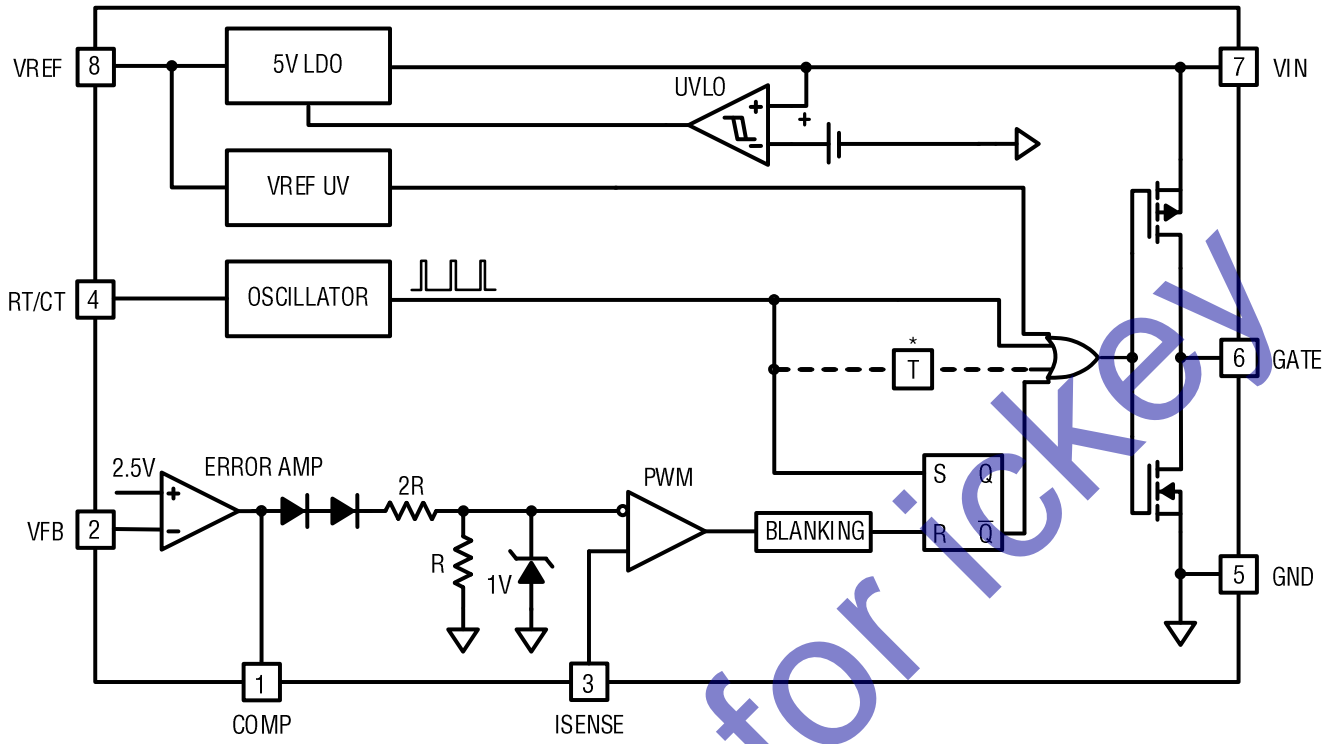 VREF
8
5V LDO
7
VIN
UVLO
+
+
−
VREF UV
RT/CT
4
OSCILLATOR
*
T
6
GATE
2.5V
ERROR AMP
+
−
VFB
2
2R
R
1V
PWM
BLANKING
S
Q
R
Q̅
5
GND
1
COMP
3
ISENSE
for ickey